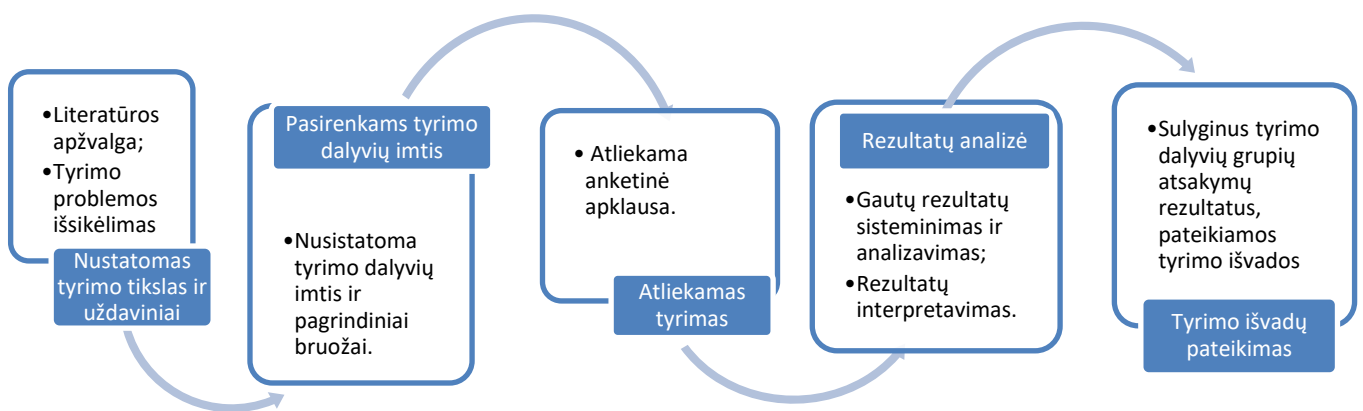 •Literatūros
apžvalga;
•Tyrimo
problemos
išsikėlimas
Nustatomas
tyrimo tikslas ir
uždaviniai
Pasirenkams tyrimo
dalyvių imtis
•Nusistatoma
tyrimo dalyvių
imtis ir
pagrindiniai
bruožai.
• Atliekama
anketinė
apklausa.
Atliekamas
tyrimas
Rezultatų analizė
•Gautų rezultatų
sisteminimas ir
analizavimas;
•Rezultatų
interpretavimas.
•Sulyginus tyrimo
dalyvių grupių
atsakymų
rezultatus,
pateikiamos
tyrimo išvados
Tyrimo išvadų
pateikimas